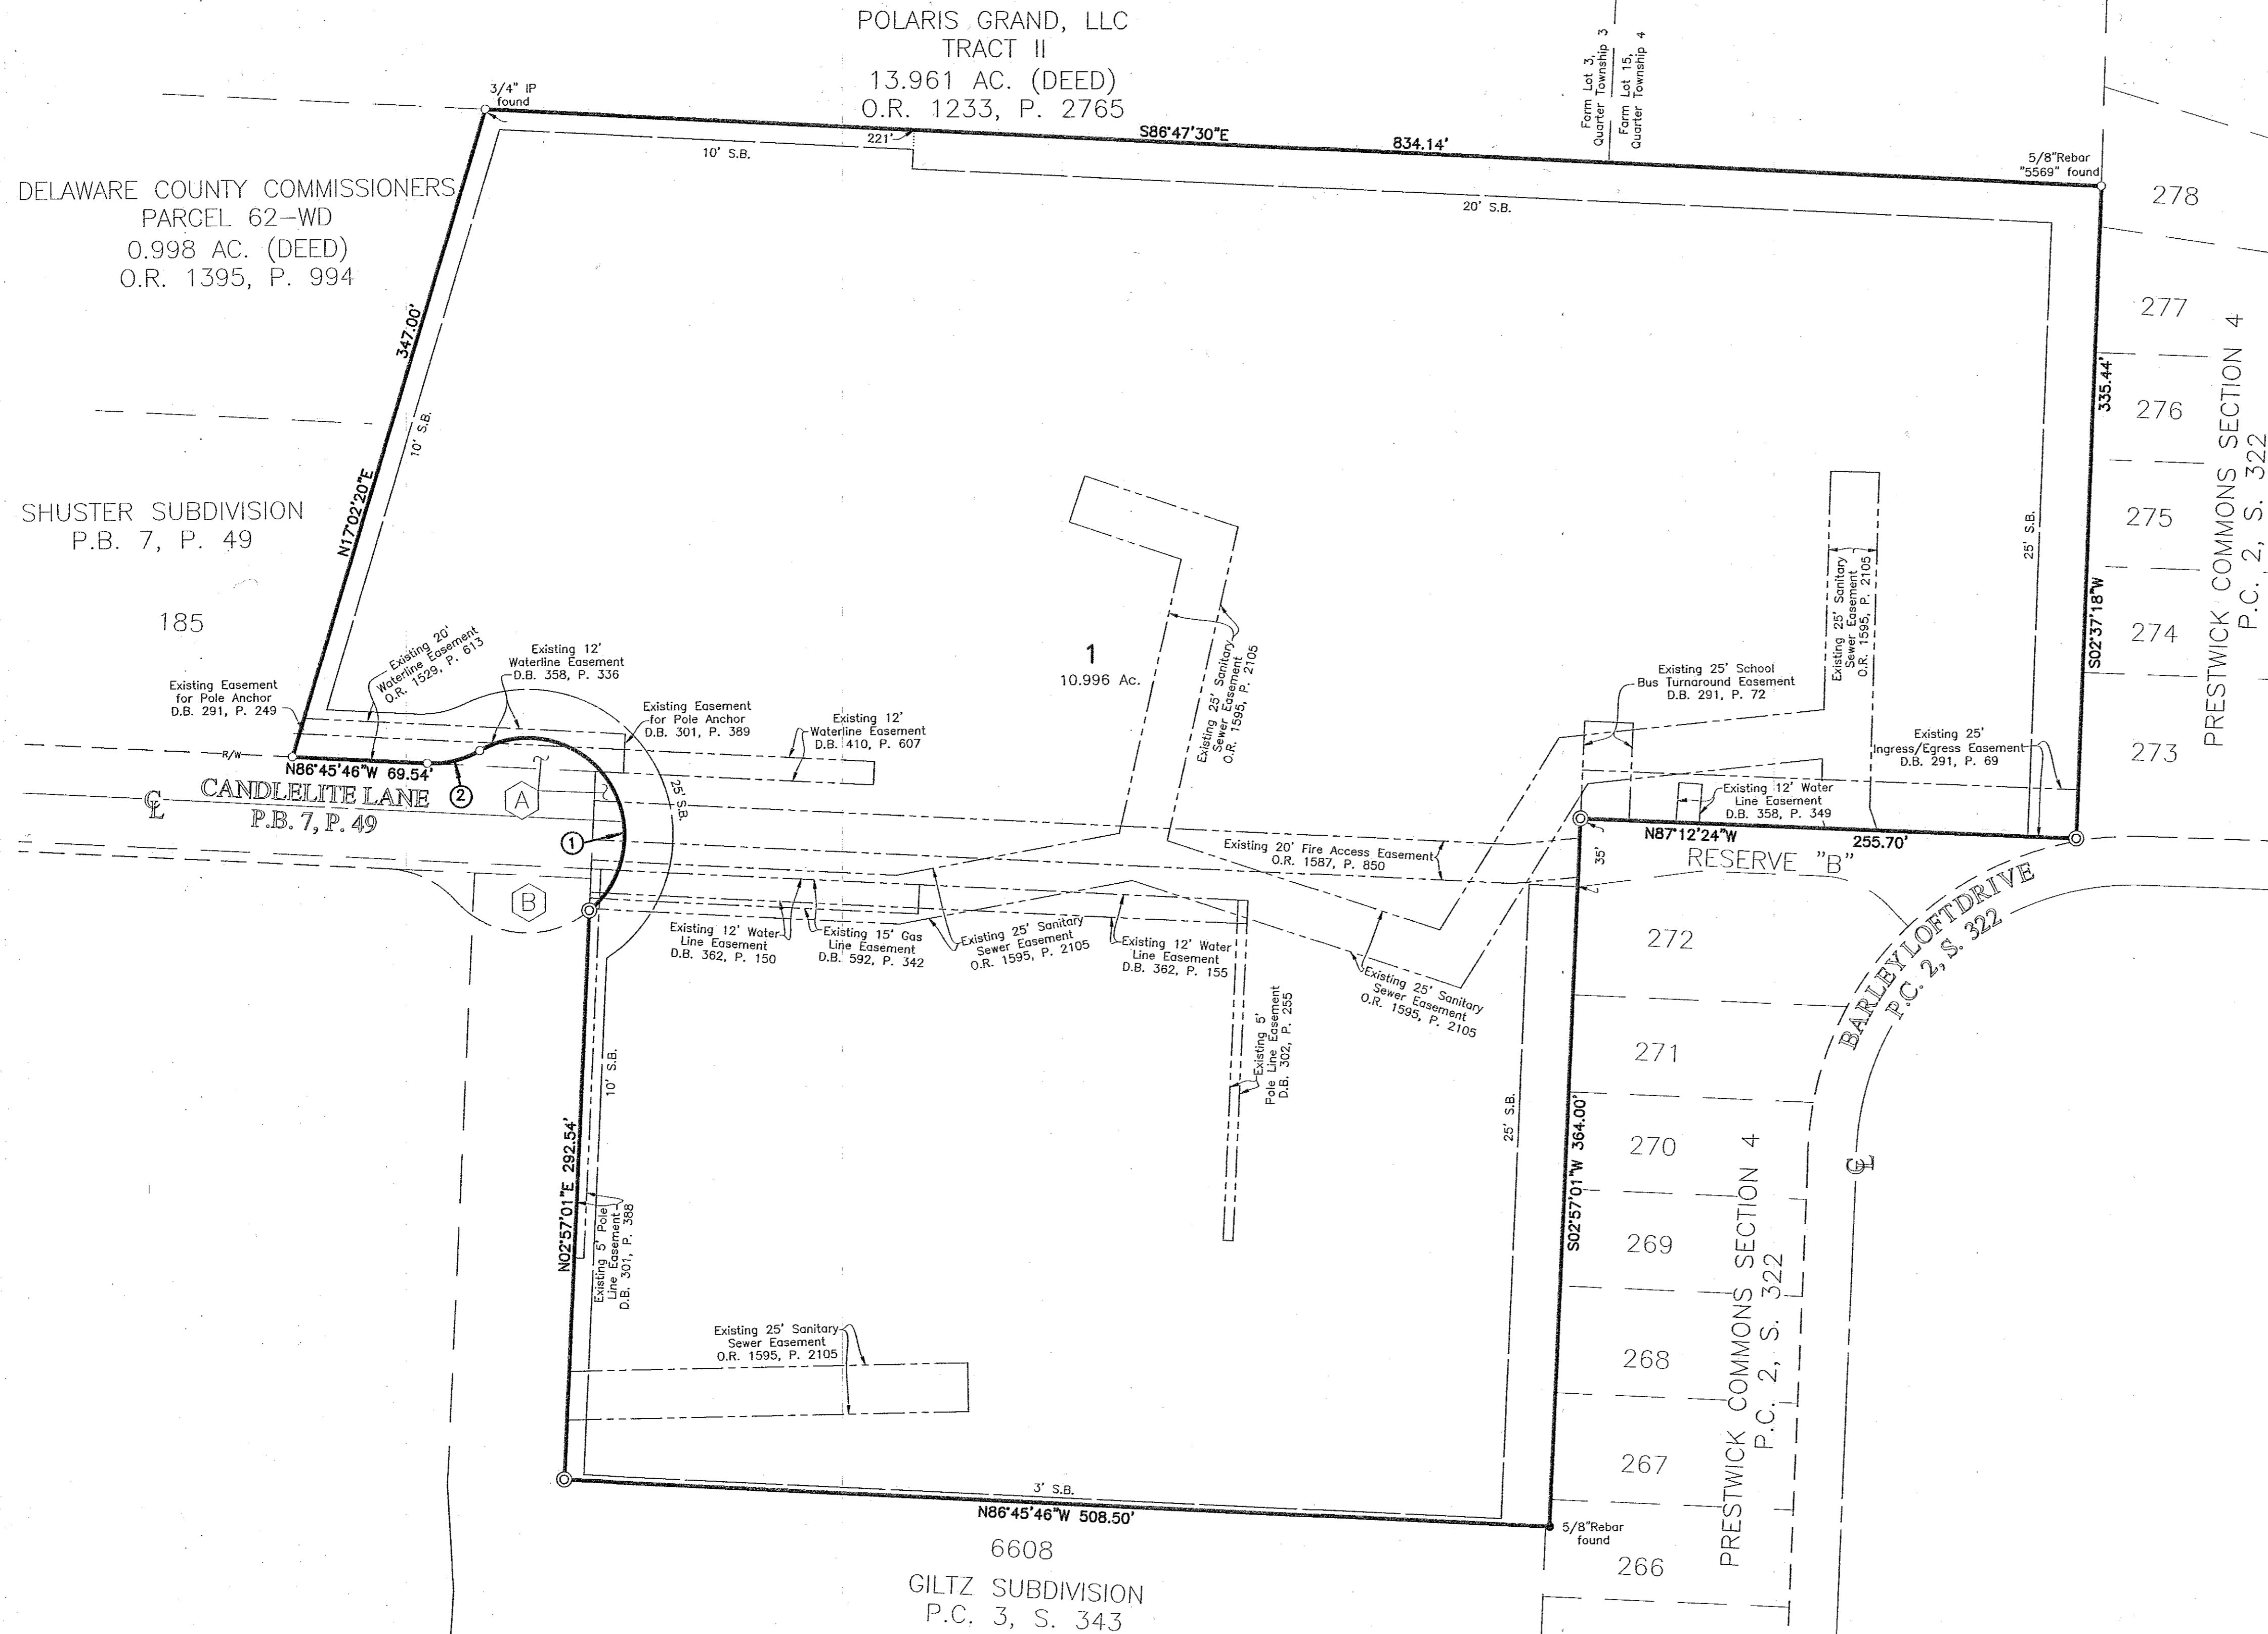 POLARIS GRAND, LLC
TRACT II
13.961 AC. (DEED)
O.R. 1233, P. 2765
Farm Lot 3,
Quarter Township 3
Farm Lot 15,
Quarter Township 4
3/4" IP
found
221'
S86°47'30"E
834.14'
5/8"Rebar
"5569" found
10' S.B.
20' S.B.
DELAWARE COUNTY COMMISSIONERS
PARCEL 62-WD
0.998 AC. (DEED)
O.R. 1395, P. 994
347.00'
N17°02'20"E
10' S.B.
SHUSTER SUBDIVISION
P.B. 7, P. 49
185
278
277
276
275
274
273
PRESTWICK COMMONS SECTION 4
P.C. 2, S. 322
335.44'
S02°37'18"W
25' S.B.
Existing Easement
for Pole Anchor
D.B. 291, P. 249
Existing 20'
Waterline Easement
O.R. 1529, P. 613
Existing 12'
Waterline Easement
D.B. 358, P. 336
Existing Easement
for Pole Anchor
D.B. 301, P. 389
Existing 12'
Waterline Easement
D.B. 410, P. 607
1
10.996 Ac.
Existing 25' Sanitary
Sewer Easement
O.R. 1595, P. 2105
Existing 25' School
Bus Turnaround Easement
D.B. 291, P. 72
Existing 25' Sanitary
Sewer Easement
O.R. 1595, P. 2105
Existing 25'
Ingress/Egress Easement
D.B. 291, P. 69
Existing 12' Water
Line Easement
D.B. 358, P. 349
R/W
N86°45'46"W 69.54'
CANDLELITE LANE
P.B. 7, P. 49
CL
2
A
25' S.B.
1
B
N87°12'24"W
255.70'
RESERVE "B"
35'
Existing 20' Fire Access Easement
O.R. 1587, P. 850
BARLEY LOFT DRIVE
P.C. 2, S. 322
Existing 12' Water
Line Easement
D.B. 362, P. 150
Existing 15' Gas
Line Easement
D.B. 592, P. 342
Existing 25' Sanitary
Sewer Easement
O.R. 1595, P. 2105
Existing 12' Water
Line Easement
D.B. 362, P. 155
Existing 25' Sanitary
Sewer Easement
O.R. 1595, P. 2105
Existing 5'
Pole Line Easement
D.B. 302, P. 255
10' S.B.
N02°57'01"E 292.54'
Existing 5' Pole
Line Easement
D.B. 301, P. 388
25' S.B.
S02°57'01"W 364.00'
272
271
270
269
268
267
266
PRESTWICK COMMONS SECTION 4
P.C. 2, S. 322
CL
Existing 25' Sanitary
Sewer Easement
O.R. 1595, P. 2105
3' S.B.
N86°45'46"W 508.50'
5/8"Rebar
found
6608
GILTZ SUBDIVISION
P.C. 3, S. 343